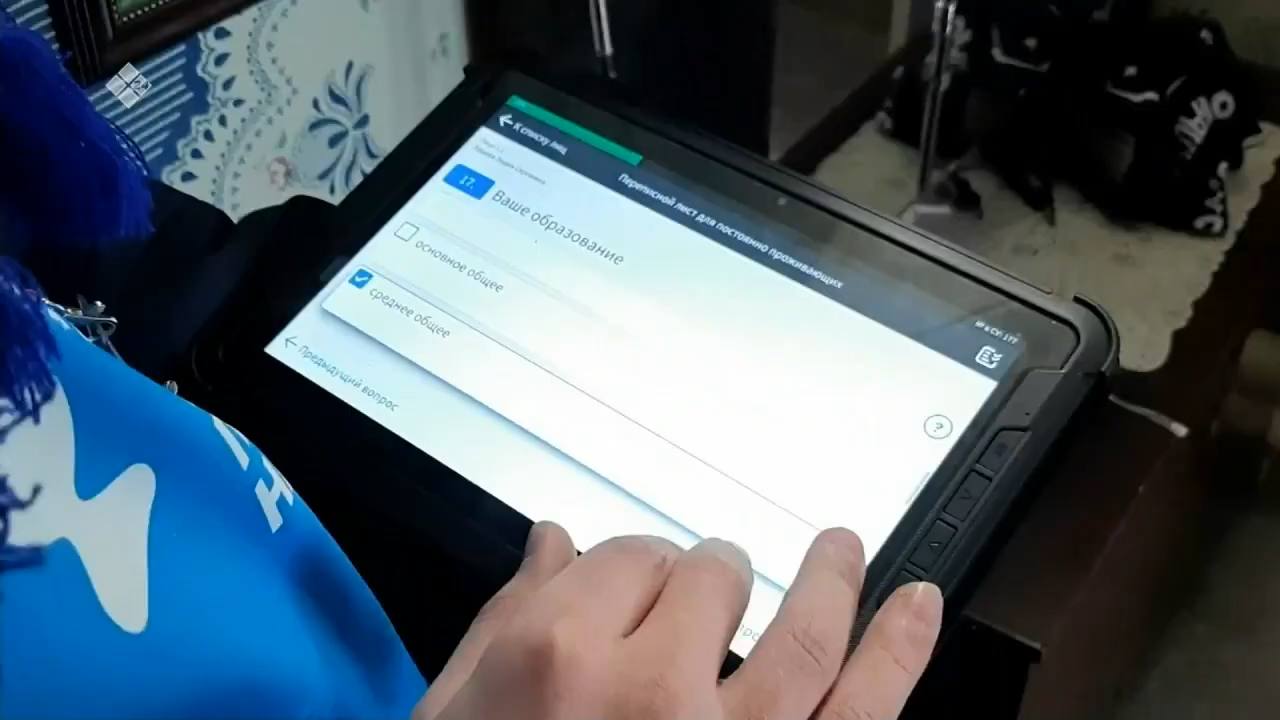 К списку лиц
Переписной лист для постоянно проживающих
17.
Ваше образование
основное общее
среднее общее
Предыдущий вопрос
?